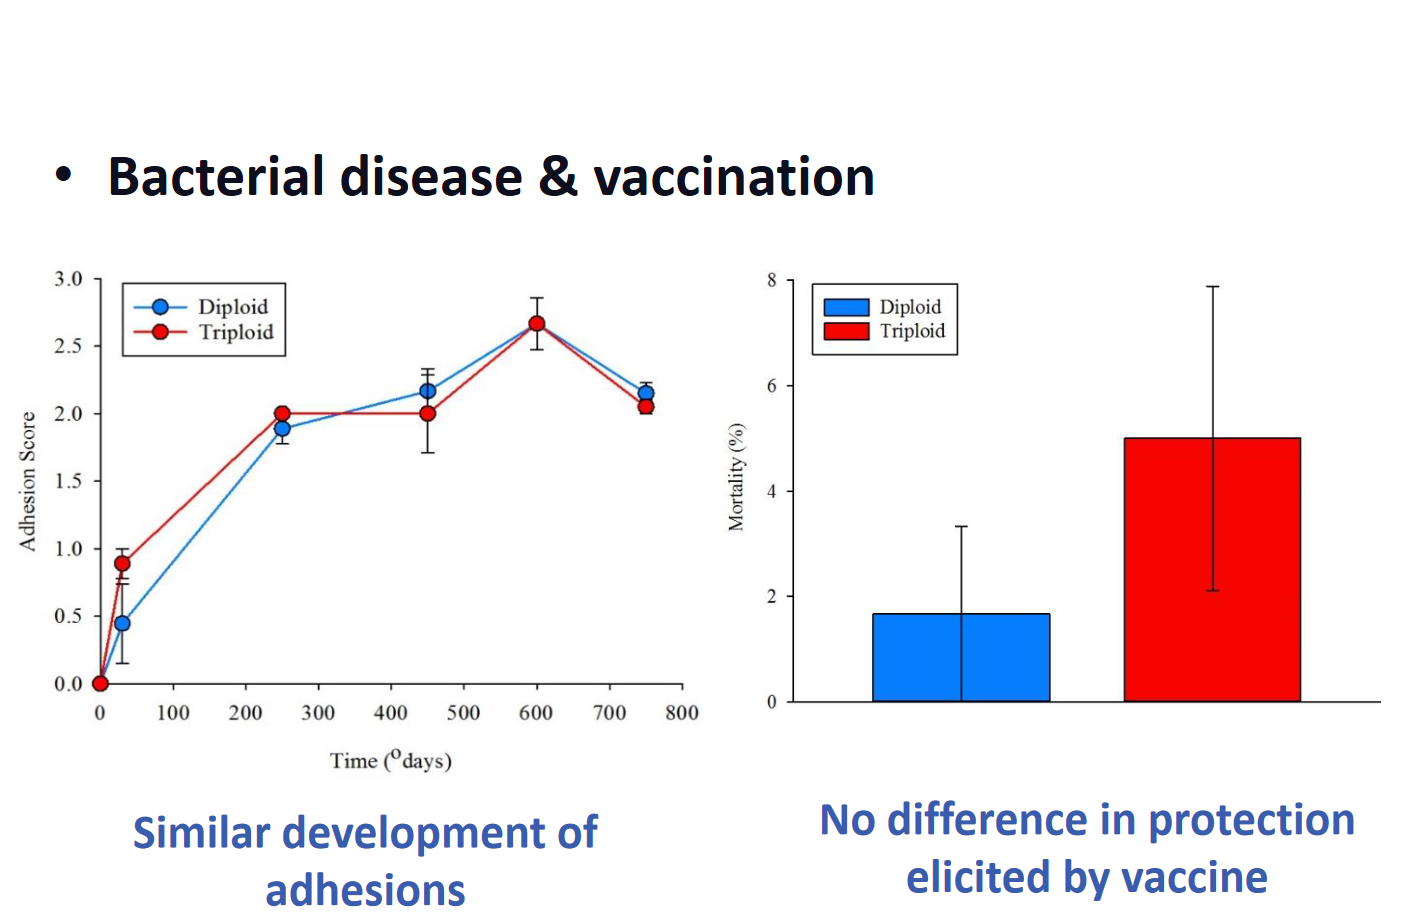 • Bacterial disease & vaccination
3.0
2.5
2.0
1.5
1.0
0.5
0.0
Adhesion Score
Diploid
Triploid
0 100 200 300 400 500 600 700 800
Time (ºdays)
Similar development of
adhesions
8
6
4
2
0
Mortality (%)
Diploid
Triploid
No difference in protection
elicited by vaccine